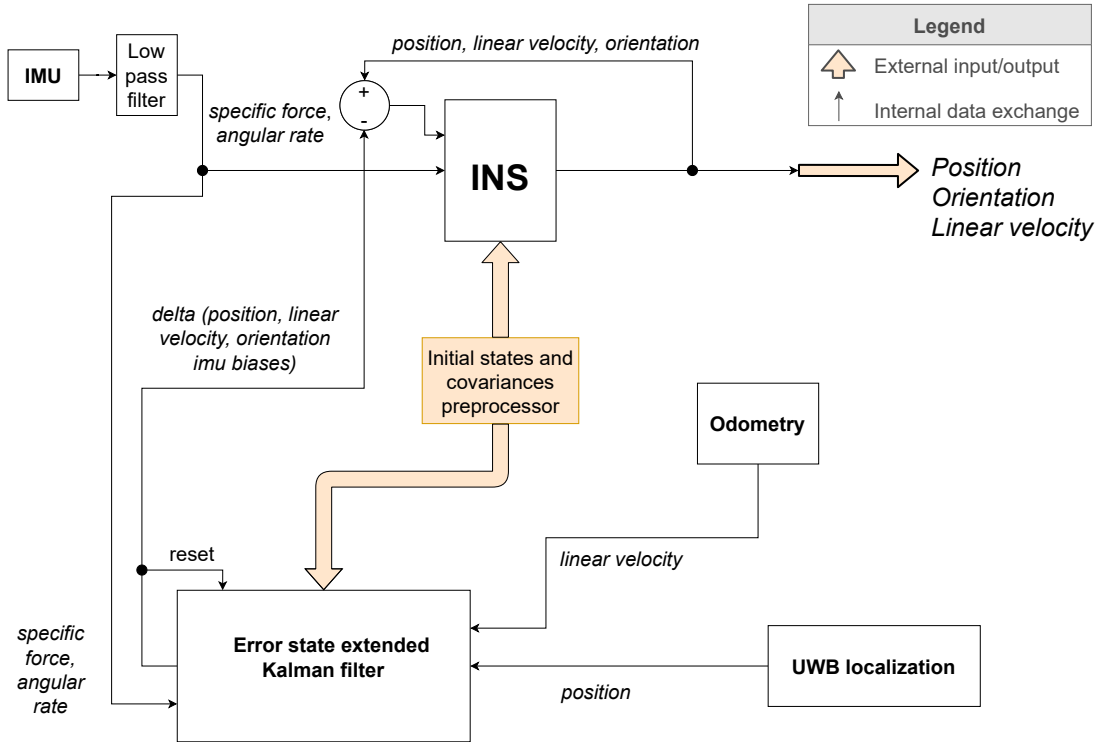 IMU
Low
pass
filter
position, linear velocity, orientation
+
-
specific force,
angular rate
INS
Legend
External input/output
Internal data exchange
Position
Orientation
Linear velocity
delta (position, linear
velocity, orientation
imu biases)
Initial states and
covariances
preprocessor
Odometry
linear velocity
reset
Error state extended
Kalman filter
specific
force,
angular
rate
UWB localization
position